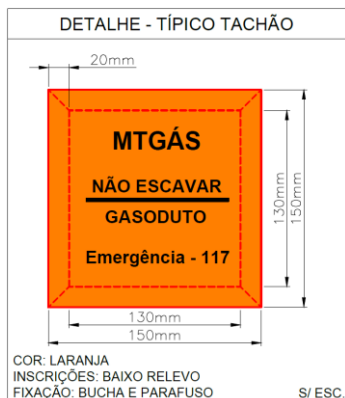 DETALHE - TÍPICO TACHÃO
20mm
MTGÁS
NÃO ESCAVAR
GASODUTO
Emergência - 117
130mm
150mm
130mm
150mm
COR: LARANJA
INSCRIÇÕES: BAIXO RELEVO
FIXAÇÃO: BUCHA E PARAFUSO
S/ ESC.